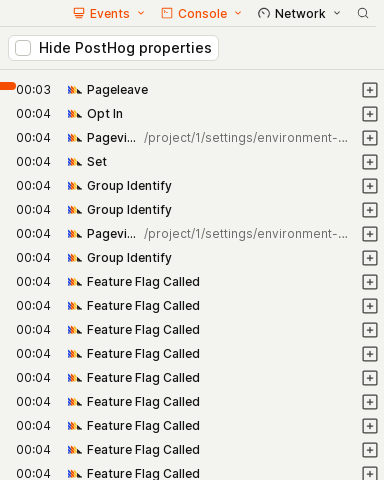 Events Console Network
Hide PostHog properties
00:03 Pageleave
00:04 Opt In
00:04 Pagevi... /project/1/settings/environment-...
00:04 Set
00:04 Group Identify
00:04 Group Identify
00:04 Pagevi... /project/1/settings/environment-...
00:04 Group Identify
00:04 Feature Flag Called
00:04 Feature Flag Called
00:04 Feature Flag Called
00:04 Feature Flag Called
00:04 Feature Flag Called
00:04 Feature Flag Called
00:04 Feature Flag Called
00:04 Feature Flag Called
00:04 Feature Flag Called